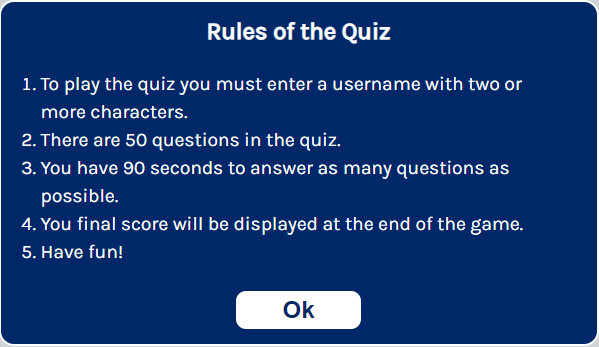 Rules of the Quiz
1. To play the quiz you must enter a username with two or
more characters.
2. There are 50 questions in the quiz.
3. You have 90 seconds to answer as many questions as
possible.
4. You final score will be displayed at the end of the game.
5. Have fun!
Ok